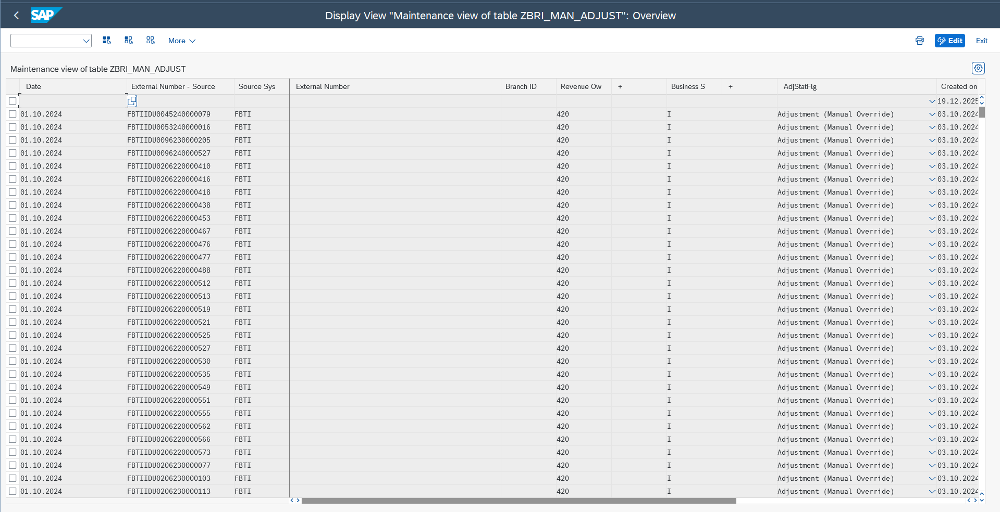 SAP
Display View "Maintenance view of table ZBRI_MAN_ADJUST": Overview
More
Edit
Exit
Maintenance view of table ZBRI_MAN_ADJUST
Date External Number - Source Source Sys External Number Branch ID Revenue Ow + Business S + AdjStatFlg Created on
19.12.2025
01.10.2024 FBTIIDU0045240000079 FBTI 420 I Adjustment (Manual Override) 03.10.2024
01.10.2024 FBTIIDU0053240000016 FBTI 420 I Adjustment (Manual Override) 03.10.2024
01.10.2024 FBTIIDU0096230000205 FBTI 420 I Adjustment (Manual Override) 03.10.2024
01.10.2024 FBTIIDU0096240000527 FBTI 420 I Adjustment (Manual Override) 03.10.2024
01.10.2024 FBTIIDU0206220000410 FBTI 420 I Adjustment (Manual Override) 03.10.2024
01.10.2024 FBTIIDU0206220000416 FBTI 420 I Adjustment (Manual Override) 03.10.2024
01.10.2024 FBTIIDU0206220000418 FBTI 420 I Adjustment (Manual Override) 03.10.2024
01.10.2024 FBTIIDU0206220000438 FBTI 420 I Adjustment (Manual Override) 03.10.2024
01.10.2024 FBTIIDU0206220000453 FBTI 420 I Adjustment (Manual Override) 03.10.2024
01.10.2024 FBTIIDU0206220000467 FBTI 420 I Adjustment (Manual Override) 03.10.2024
01.10.2024 FBTIIDU0206220000476 FBTI 420 I Adjustment (Manual Override) 03.10.2024
01.10.2024 FBTIIDU0206220000477 FBTI 420 I Adjustment (Manual Override) 03.10.2024
01.10.2024 FBTIIDU0206220000488 FBTI 420 I Adjustment (Manual Override) 03.10.2024
01.10.2024 FBTIIDU0206220000512 FBTI 420 I Adjustment (Manual Override) 03.10.2024
01.10.2024 FBTIIDU0206220000513 FBTI 420 I Adjustment (Manual Override) 03.10.2024
01.10.2024 FBTIIDU0206220000519 FBTI 420 I Adjustment (Manual Override) 03.10.2024
01.10.2024 FBTIIDU0206220000521 FBTI 420 I Adjustment (Manual Override) 03.10.2024
01.10.2024 FBTIIDU0206220000525 FBTI 420 I Adjustment (Manual Override) 03.10.2024
01.10.2024 FBTIIDU0206220000527 FBTI 420 I Adjustment (Manual Override) 03.10.2024
01.10.2024 FBTIIDU0206220000530 FBTI 420 I Adjustment (Manual Override) 03.10.2024
01.10.2024 FBTIIDU0206220000535 FBTI 420 I Adjustment (Manual Override) 03.10.2024
01.10.2024 FBTIIDU0206220000549 FBTI 420 I Adjustment (Manual Override) 03.10.2024
01.10.2024 FBTIIDU0206220000551 FBTI 420 I Adjustment (Manual Override) 03.10.2024
01.10.2024 FBTIIDU0206220000555 FBTI 420 I Adjustment (Manual Override) 03.10.2024
01.10.2024 FBTIIDU0206220000562 FBTI 420 I Adjustment (Manual Override) 03.10.2024
01.10.2024 FBTIIDU0206220000566 FBTI 420 I Adjustment (Manual Override) 03.10.2024
01.10.2024 FBTIIDU0206220000573 FBTI 420 I Adjustment (Manual Override) 03.10.2024
01.10.2024 FBTIIDU0206230000077 FBTI 420 I Adjustment (Manual Override) 03.10.2024
01.10.2024 FBTIIDU0206230000103 FBTI 420 I Adjustment (Manual Override) 03.10.2024
01.10.2024 FBTIIDU0206230000113 FBTI 420 I Adjustment (Manual Override) 03.10.2024